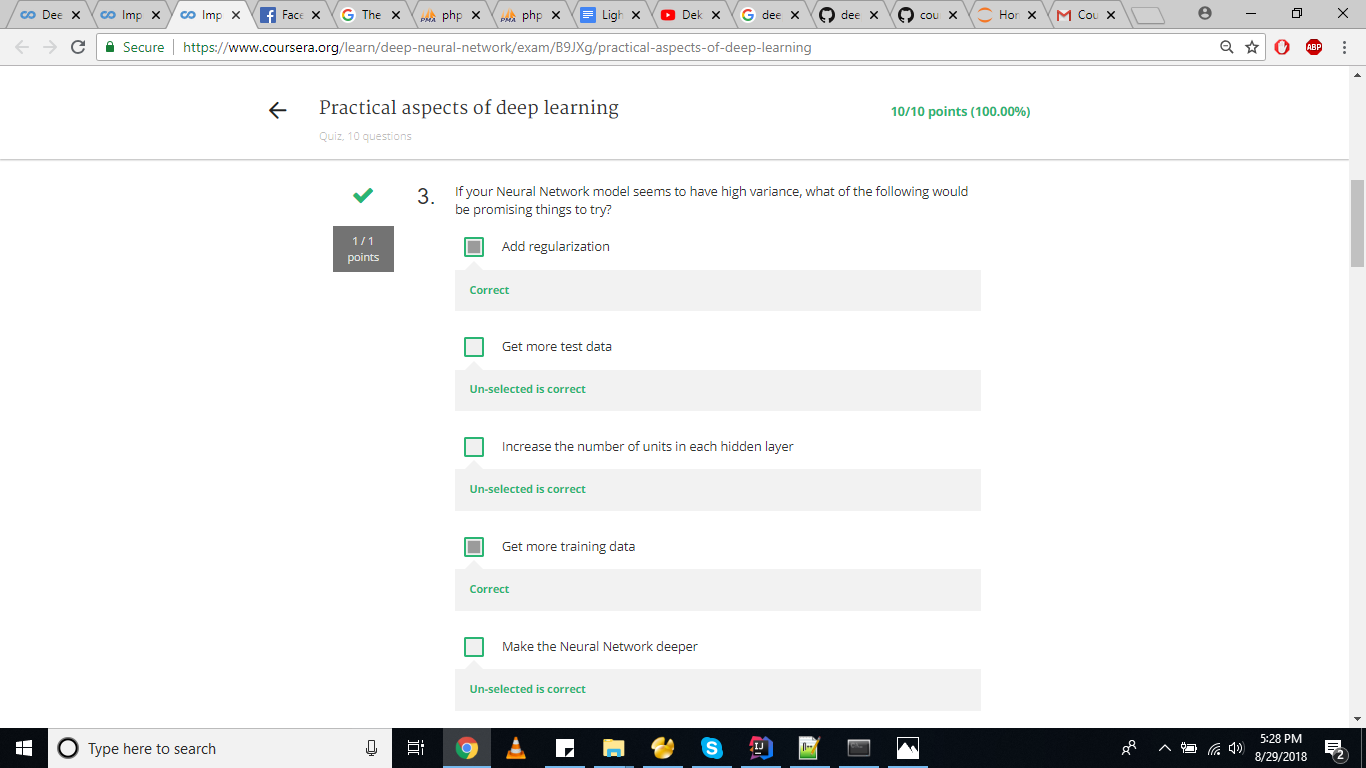 Dee
Imp
Imp
Face
The
PMA php
PMA php
Ligh
Dek
dee
dee
cou
Hor
Cou
Secure
https://www.coursera.org/learn/deep-neural-network/exam/B9JXg/practical-aspects-of-deep-learning
ABP
Practical aspects of deep learning
10/10 points (100.00%)
Quiz, 10 questions
1 / 1
points
3.
If your Neural Network model seems to have high variance, what of the following would
be promising things to try?
Add regularization
Correct
Get more test data
Un-selected is correct
Increase the number of units in each hidden layer
Un-selected is correct
Get more training data
Correct
Make the Neural Network deeper
Un-selected is correct
Type here to search
5:28 PM
8/29/2018
2